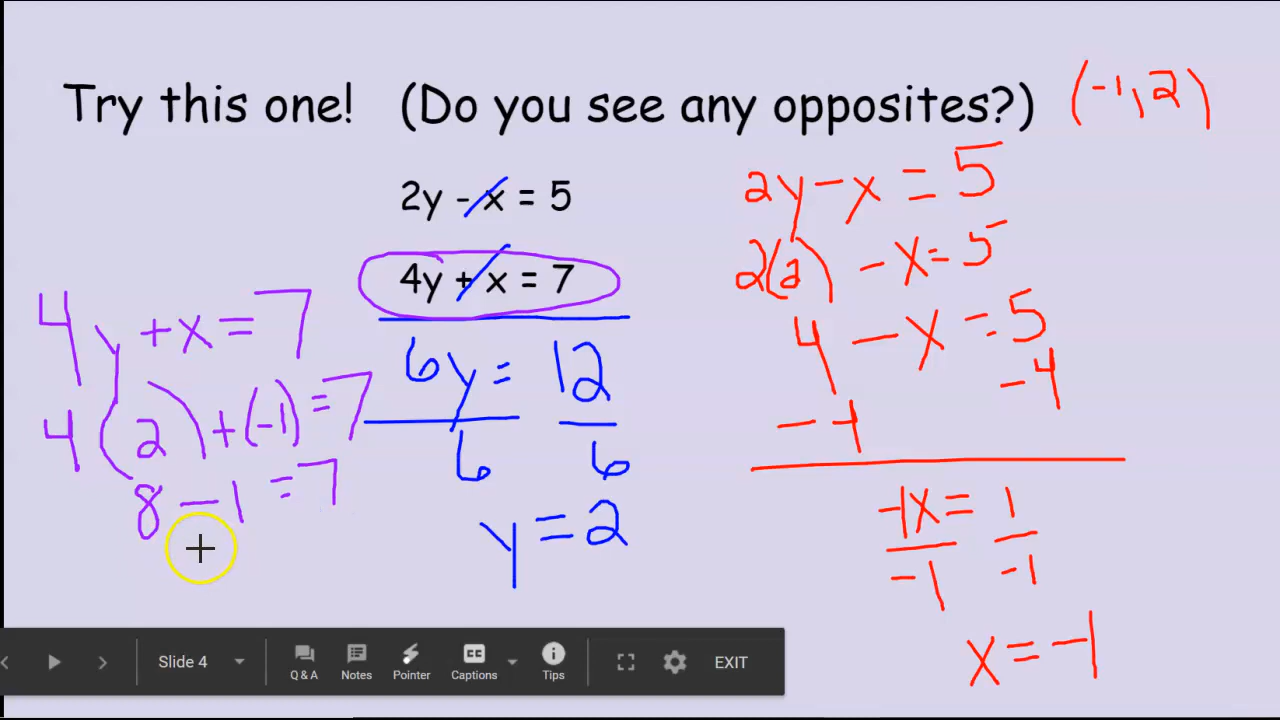 Try this one! (Do you see any opposites?) (-1, 2)
2y - x = 5
4y + x = 7
6y = 12
6 6
y = 2
4y + x = 7
4(2) + (-1) = 7
8 - 1 = 7
2y - x = 5
2(2) - x = 5
4 - x = 5
-4 -4
-1x = 1
-1 -1
x = -1
Slide 4
Q & A
Notes
Pointer
Captions
Tips
EXIT